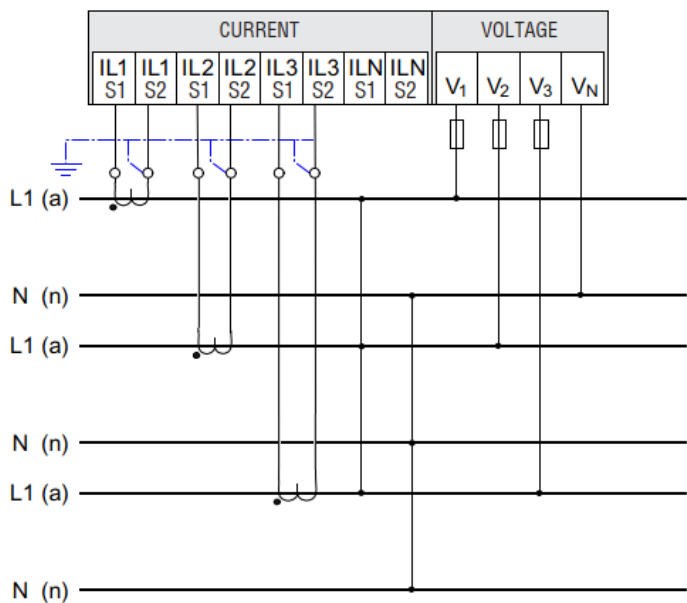 CURRENT VOLTAGE
IL1 IL1 IL2 IL2 IL3 IL3 ILN ILN
S1 S2 S1 S2 S1 S2 S1 S2
V1 V2 V3 VN
L1 (a)
N (n)
L1 (a)
N (n)
L1 (a)
N (n)